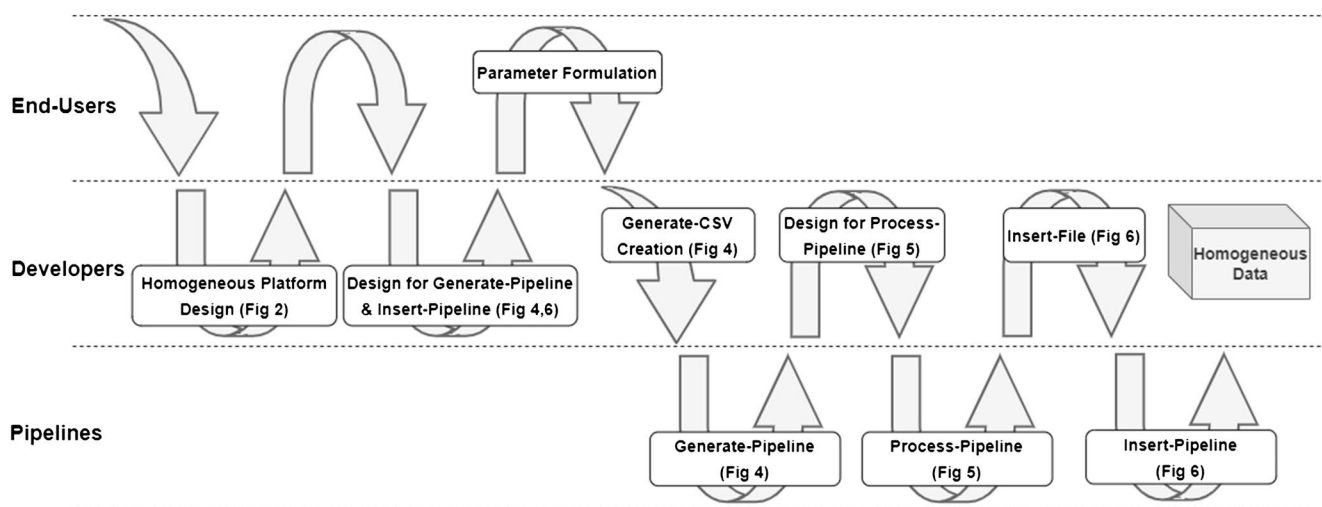 End-Users
Parameter Formulation
Developers
Homogeneous Platform
Design (Fig 2)
Design for Generate-Pipeline
& Insert-Pipeline (Fig 4,6)
Generate-CSV
Creation (Fig 4)
Design for Process-
Pipeline (Fig 5)
Insert-File (Fig 6)
Homogeneous
Data
Pipelines
Generate-Pipeline
(Fig 4)
Process-Pipeline
(Fig 5)
Insert-Pipeline
(Fig 6)